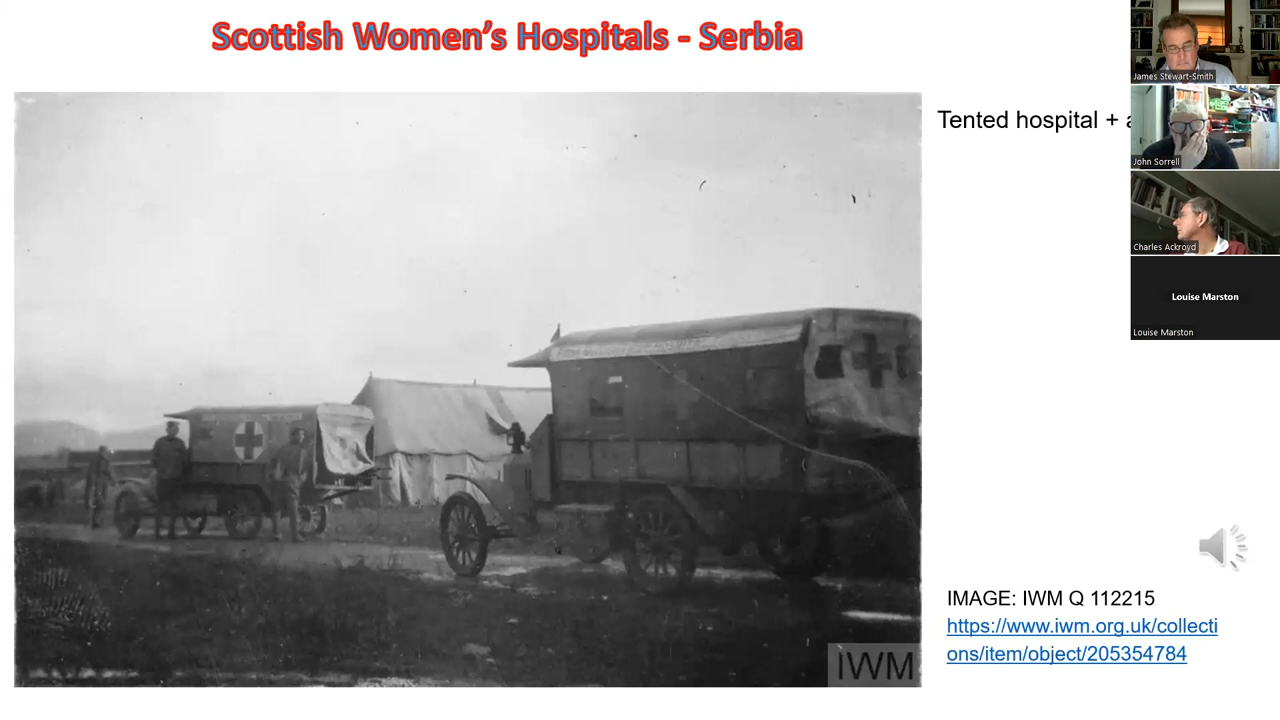 Scottish Women's Hospitals - Serbia
Tented hospital +
IMAGE: IWM Q 112215
https://www.iwm.org.uk/collecti
ons/item/object/205354784
IWM
James Stewart-Smith
John Sorrell
Charles Ackroyd
Louise Marston
Louise Marston